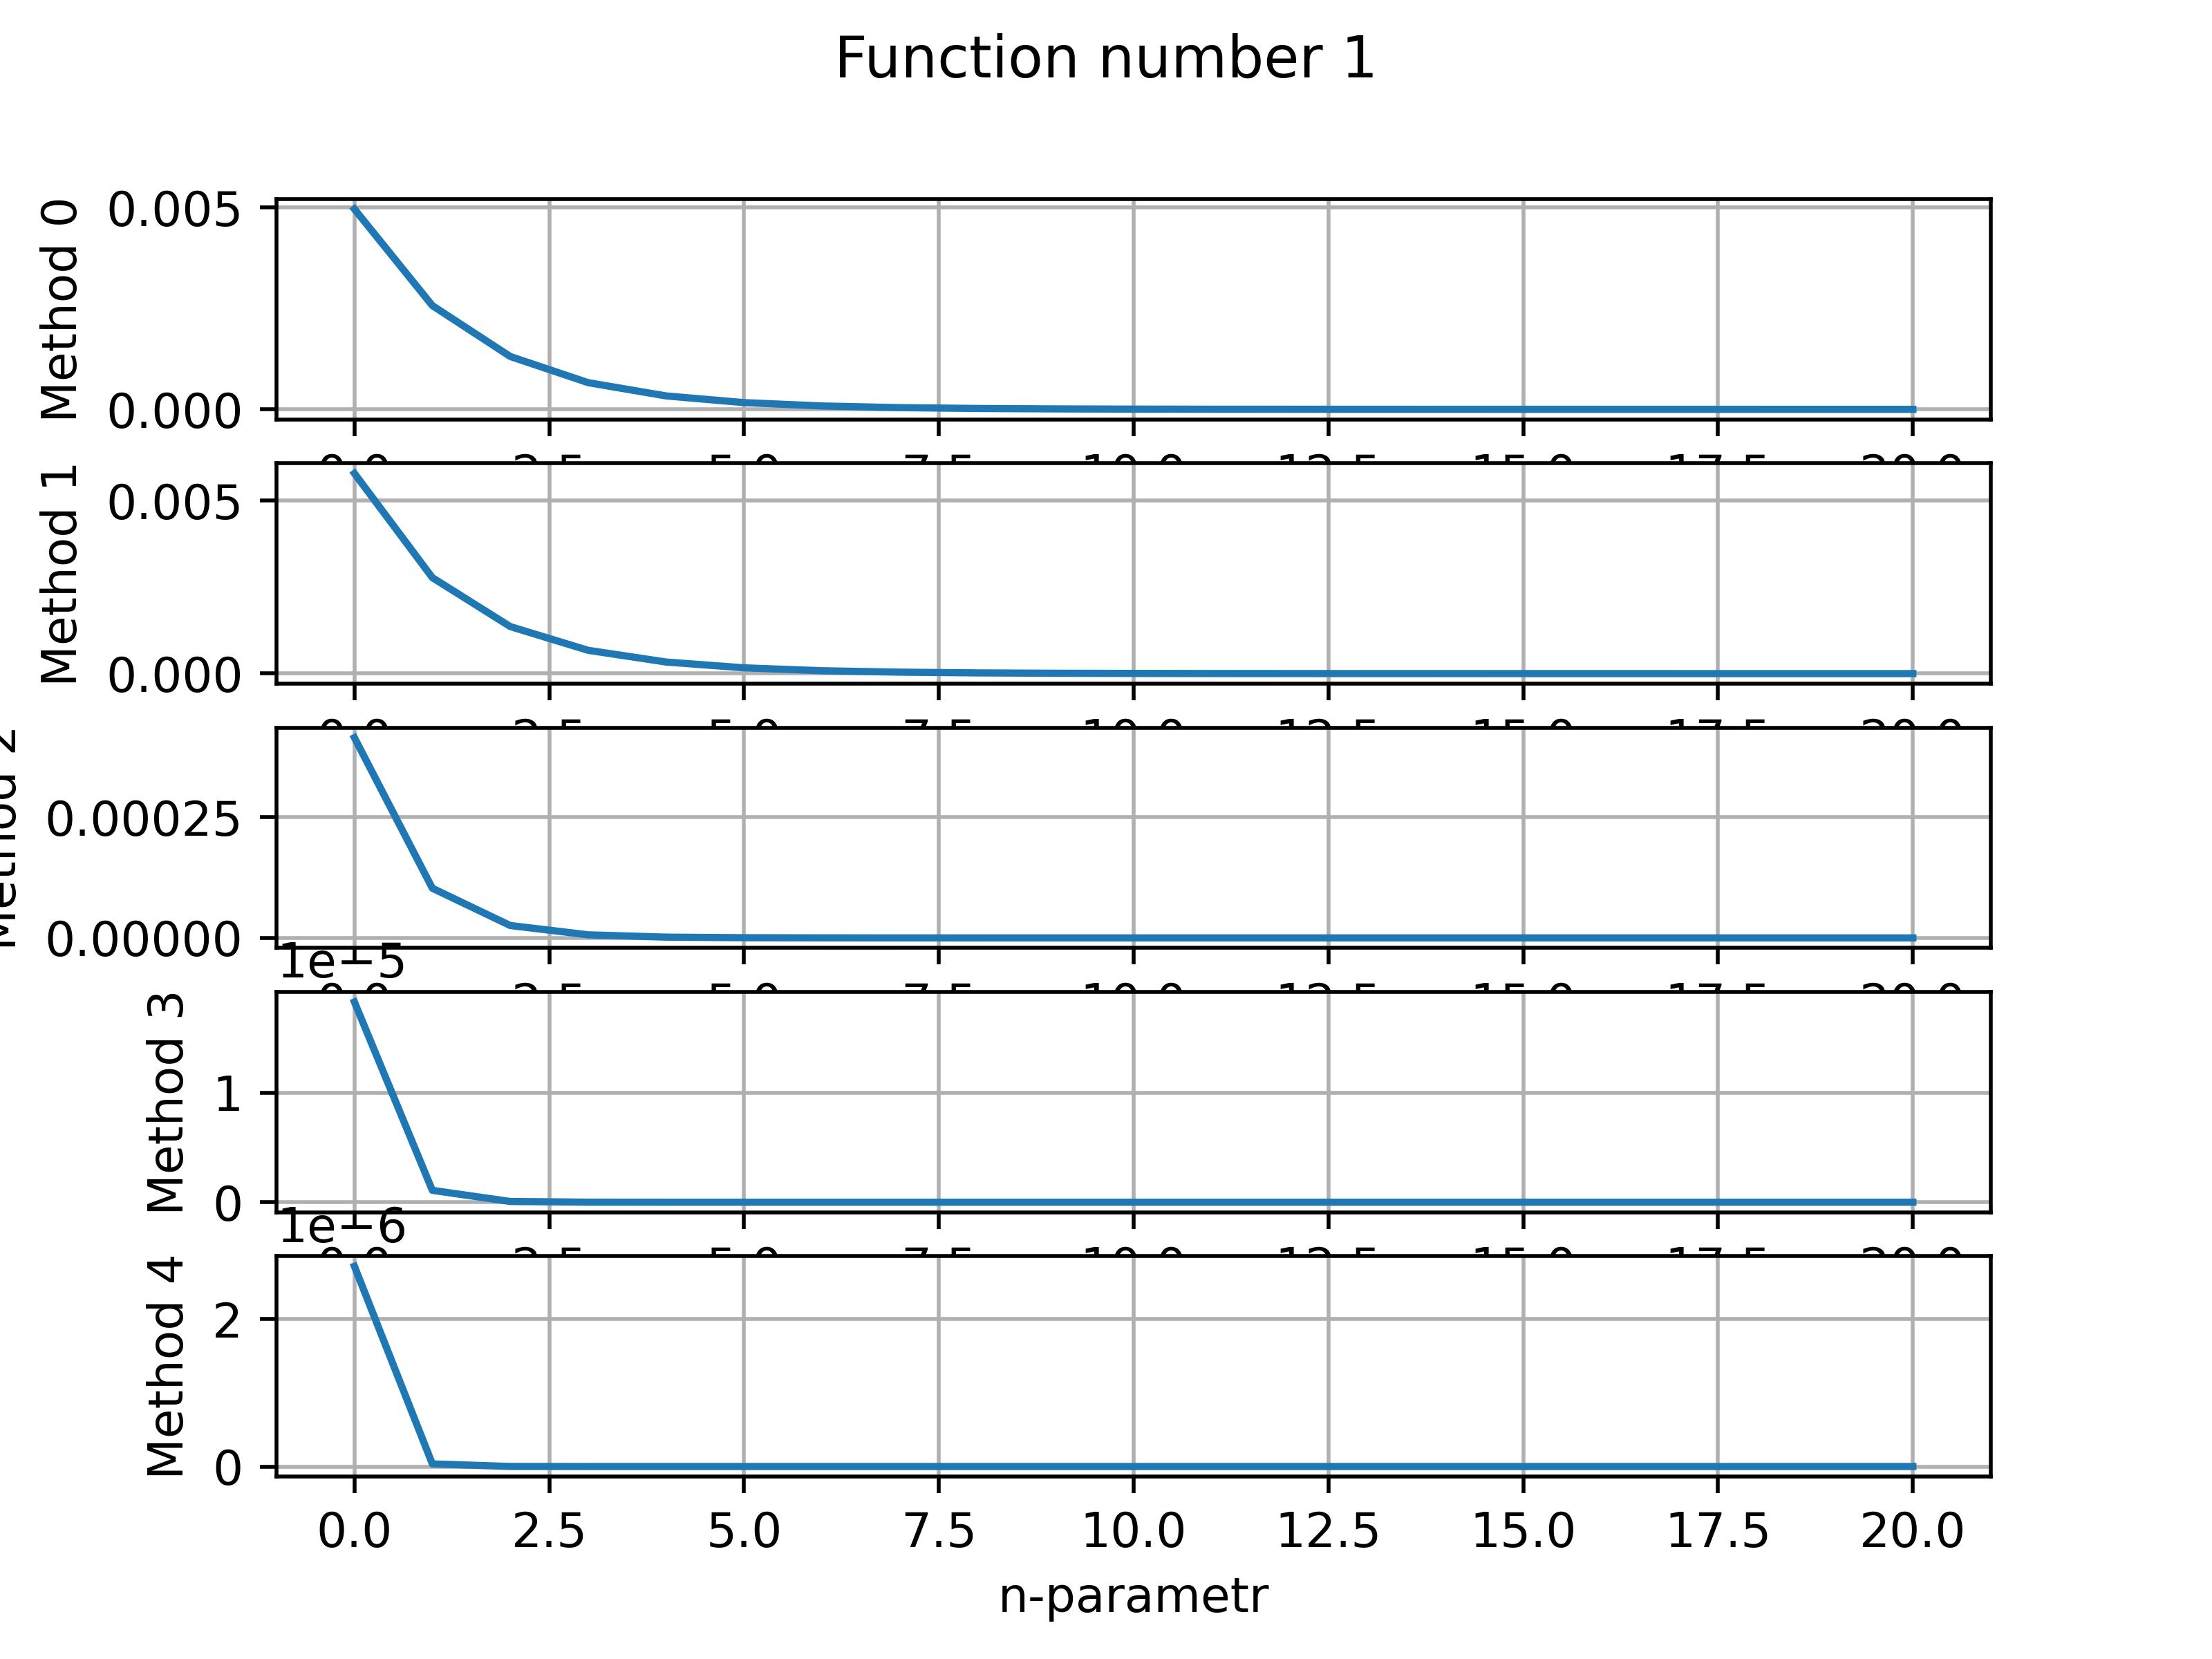 Function number 1
Method 0
0.005
0.000
Method 1
0.005
0.000
Method 2
0.00025
0.00000
1e−5
Method 3
1
0
1e−6
Method 4
2
0
0.0 2.5 5.0 7.5 10.0 12.5 15.0 17.5 20.0
n-parametr